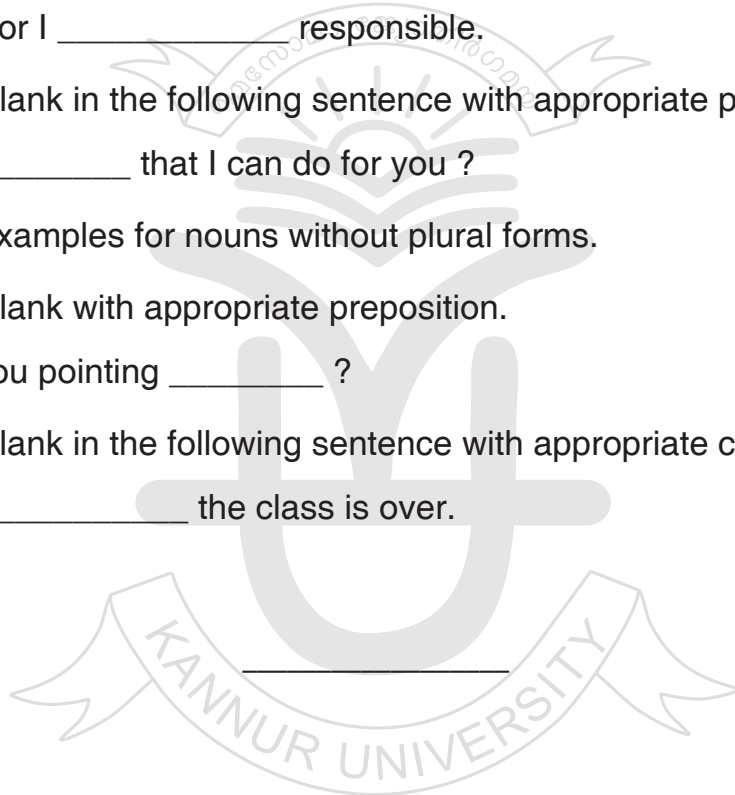 or I ____________ responsible.
lank in the following sentence with appropriate p
_______ that I can do for you ?
xamples for nouns without plural forms.
lank with appropriate preposition.
ou pointing ________ ?
lank in the following sentence with appropriate c
__________ the class is over.
KANNUR UNIVERSITY